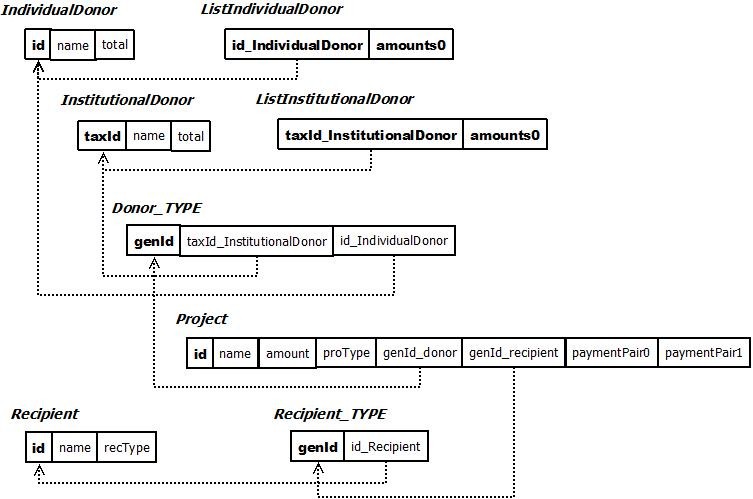 IndividualDonor ListIndividualDonor
id name total id_IndividualDonor amounts0
InstitutionalDonor ListInstitutionalDonor
taxId name total taxId_InstitutionalDonor amounts0
Donor_TYPE
genId taxId_InstitutionalDonor id_IndividualDonor
Project
id name amount proType genId_donor genId_recipient paymentPair0 paymentPair1
Recipient Recipient_TYPE
id name recType genId id_Recipient